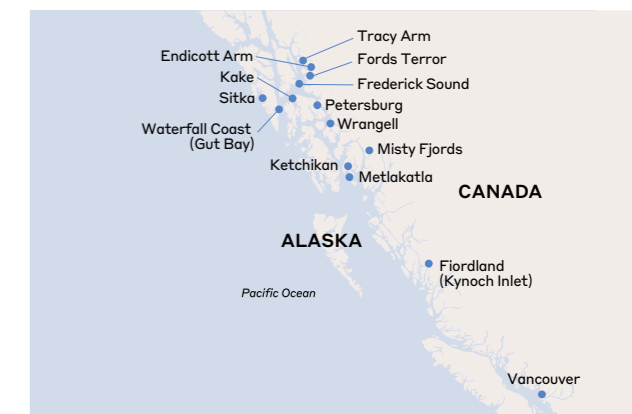 Tracy Arm
Endicott Arm
Fords Terror
Kake
Frederick Sound
Sitka
Petersburg
Waterfall Coast
(Gut Bay)
Wrangell
Misty Fjords
Ketchikan
Metlakatla
CANADA
ALASKA
Fiordland
(Kynoch Inlet)
Pacific Ocean
Vancouver